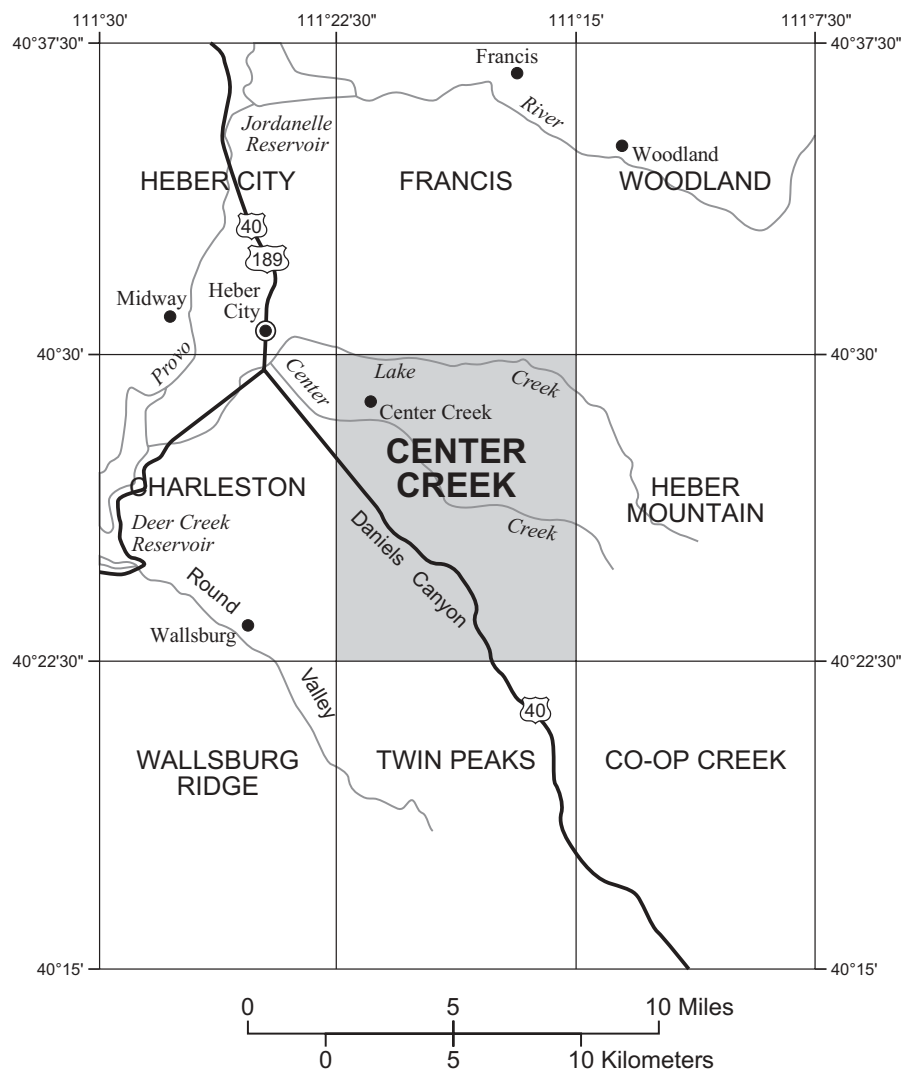 111°30' 111°22'30" 111°15' 111°7'30"
40°37'30" 40°37'30"
Francis
River
Jordanelle
Reservoir
Woodland
HEBER CITY FRANCIS WOODLAND
40
189
Midway
Heber
City
Provo
40°30' 40°30'
Center
Lake
Creek
Center Creek
CENTER
CREEK
CHARLESTON
HEBER
MOUNTAIN
Deer Creek
Reservoir
Creek
Daniels
Canyon
Round
Wallsburg
Valley
40°22'30" 40°22'30"
40
WALLSBURG
RIDGE
TWIN PEAKS CO-OP CREEK
40°15' 40°15'
0 5 10 Miles
0 5 10 Kilometers